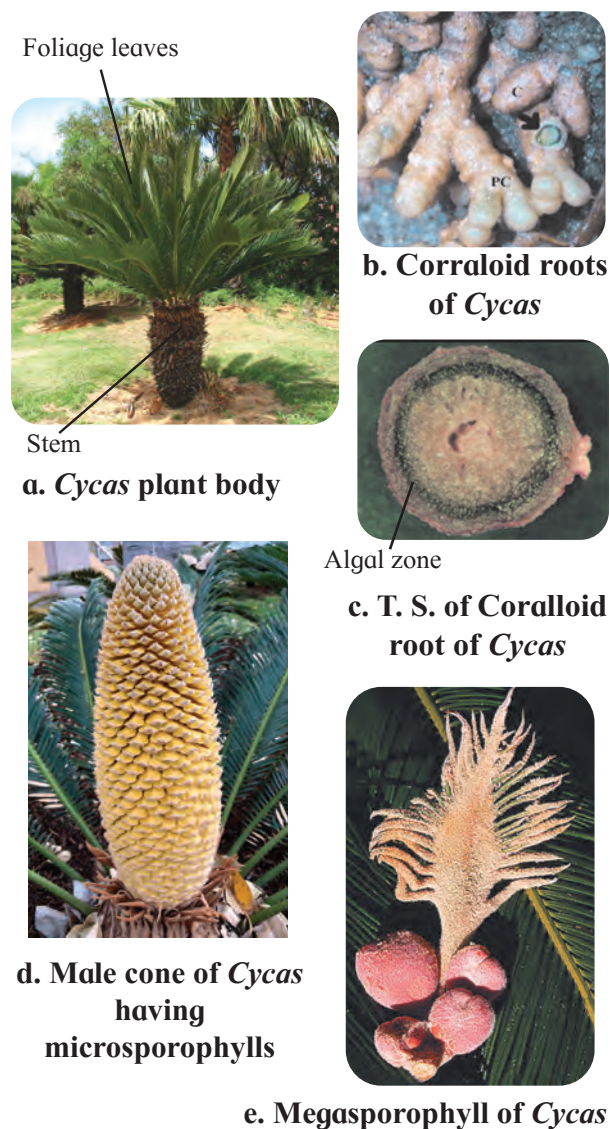 Foliage leaves
Stem
a. Cycas plant body
C
PC
b. Corraloid roots
of Cycas
Algal zone
c. T. S. of Coralloid
root of Cycas
d. Male cone of Cycas
having
microsporophylls
e. Megasporophyll of Cycas